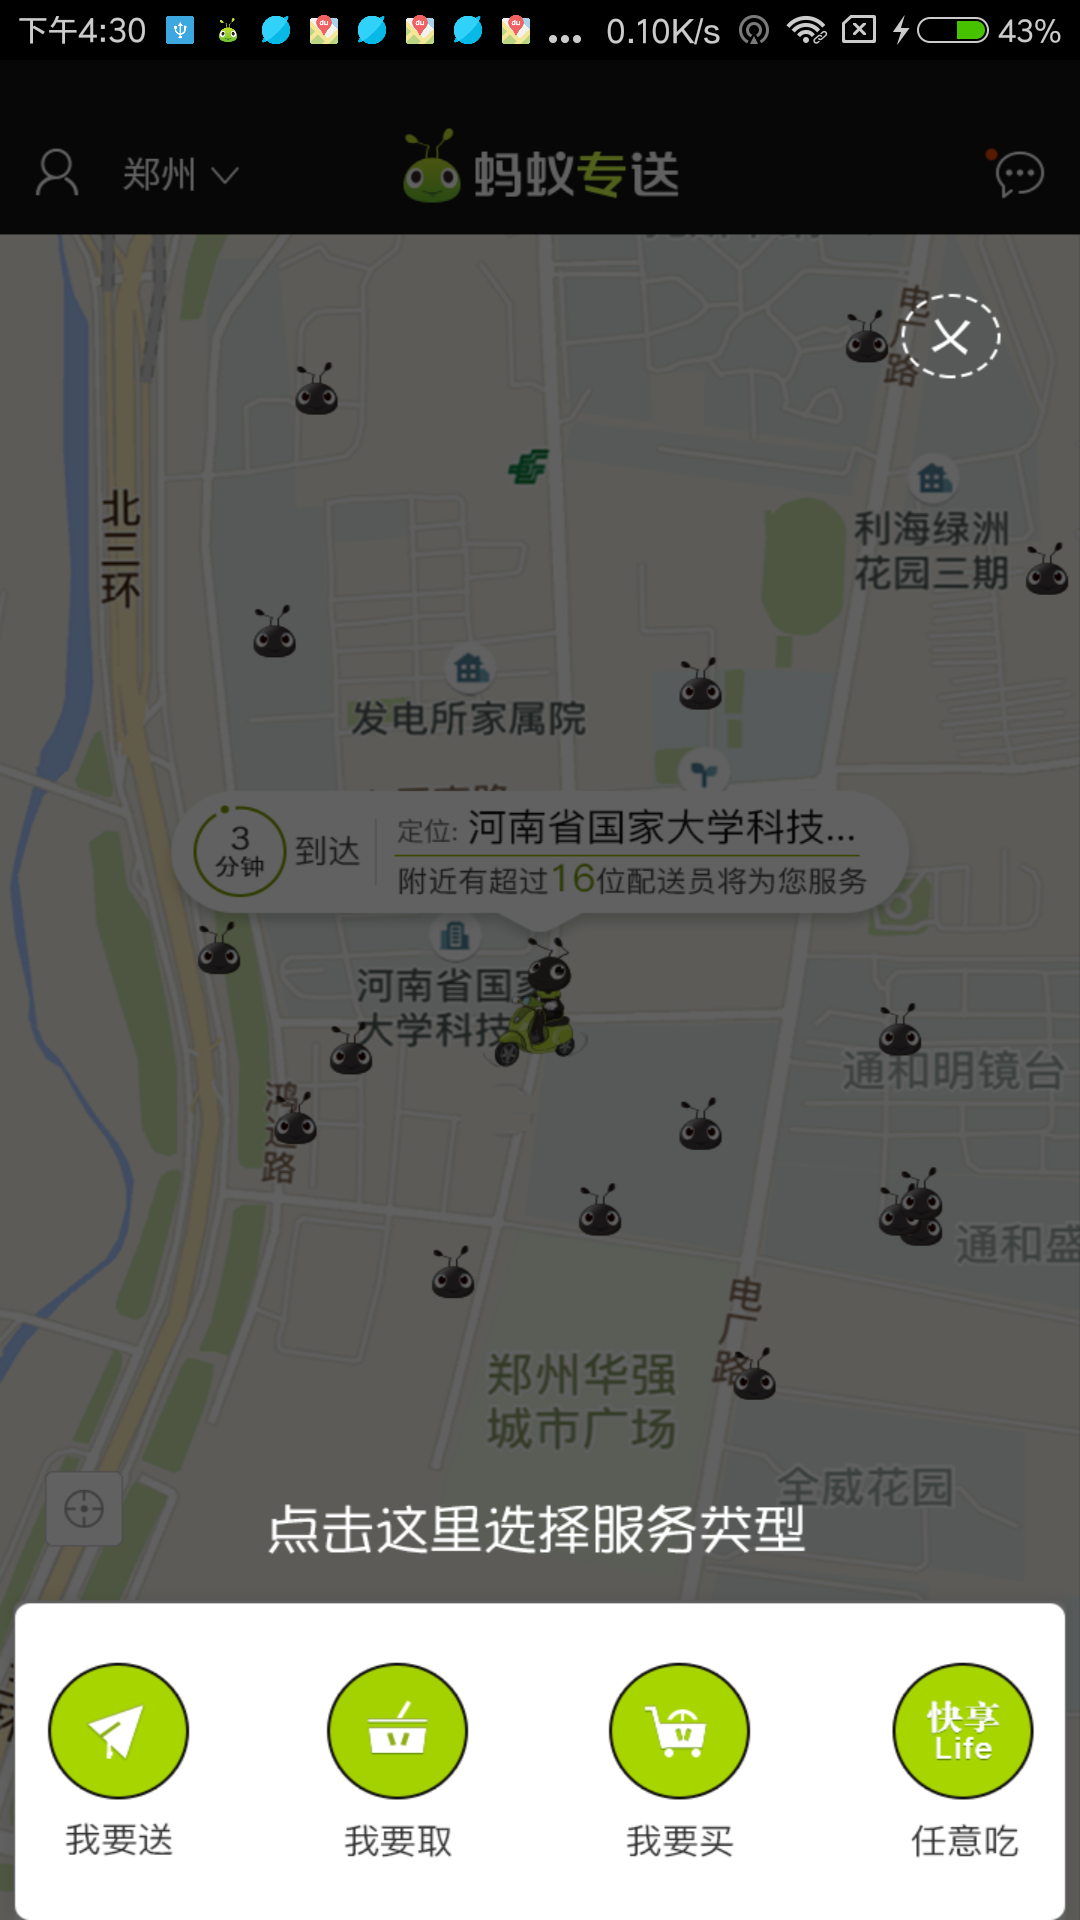 下午4:30
0.10K/s
43%
郑州
蚂蚁专送
电厂路
北三环
利海绿洲
花园三期
发电所家属院
3
分钟
到达
定位: 河南省国家大学科技...
附近有超过16位配送员将为您服务
河南省国家
大学科技
通和明镜台
鸿
路
通和盛
电厂路
郑州华强
城市广场
全威花园
点击这里选择服务类型
快享
Life
我要送
我要取
我要买
任意吃